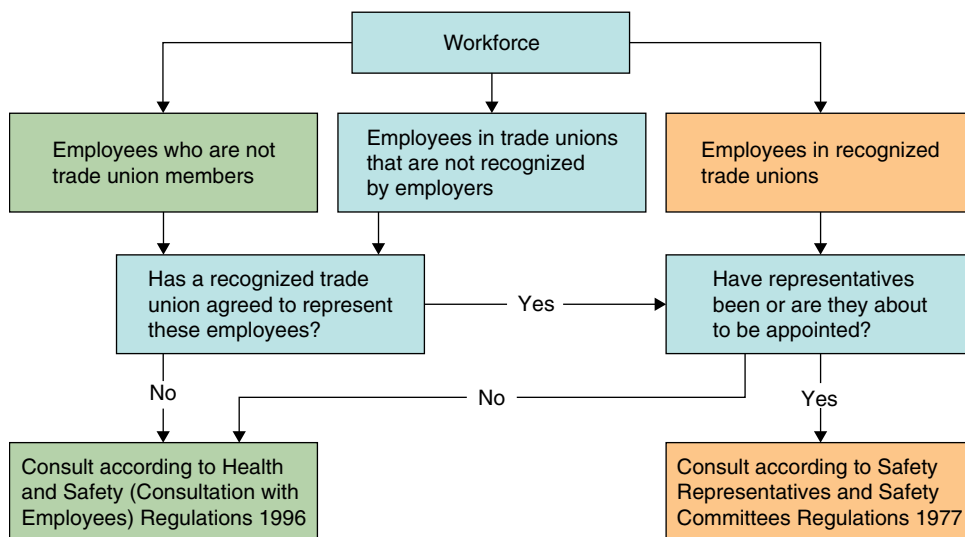 Workforce
Employees who are not
trade union members
Employees in trade unions
that are not recognized
by employers
Employees in recognized
trade unions
Has a recognized trade
union agreed to represent
these employees?
Yes
Have representatives
been or are they about
to be appointed?
No
No
Yes
Consult according to Health
and Safety (Consultation with
Employees) Regulations 1996
Consult according to Safety
Representatives and Safety
Committees Regulations 1977